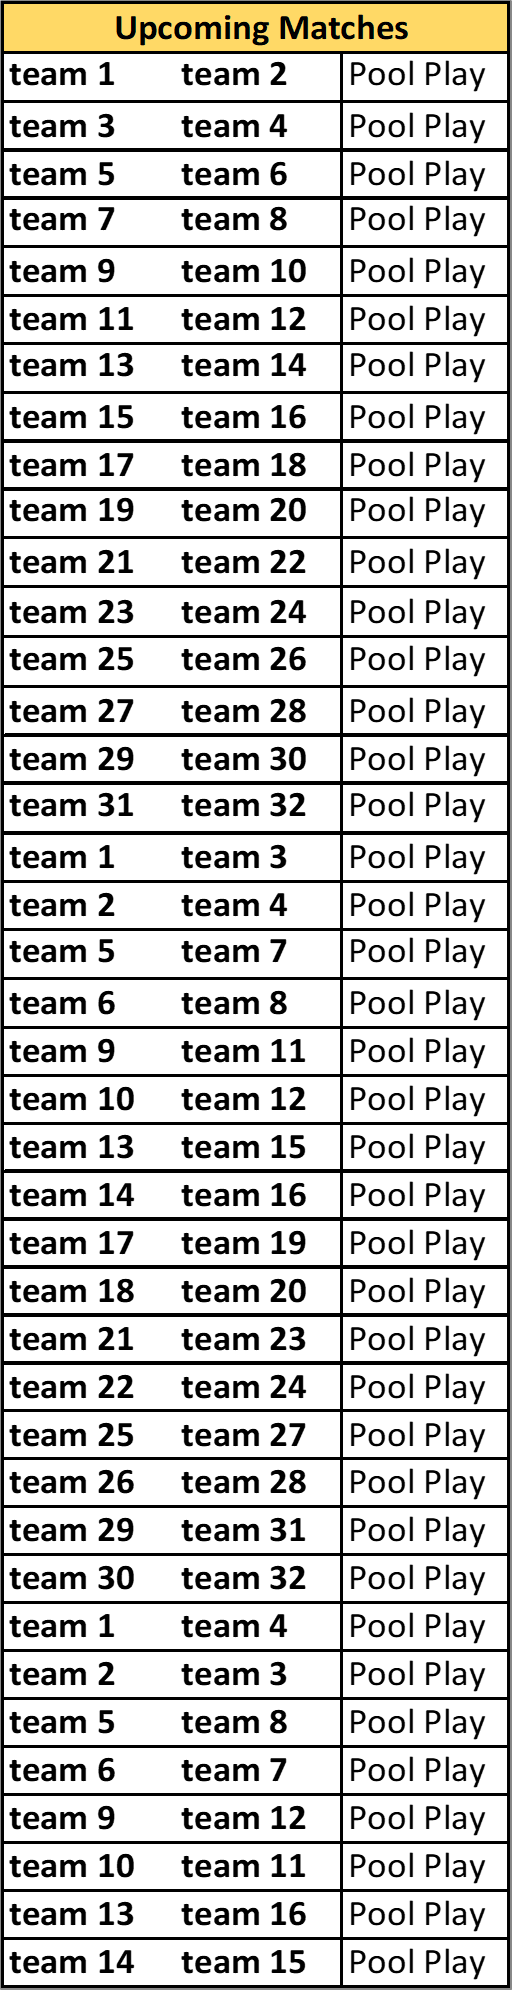 Upcoming Matches
team 1 team 2 Pool Play
team 3 team 4 Pool Play
team 5 team 6 Pool Play
team 7 team 8 Pool Play
team 9 team 10 Pool Play
team 11 team 12 Pool Play
team 13 team 14 Pool Play
team 15 team 16 Pool Play
team 17 team 18 Pool Play
team 19 team 20 Pool Play
team 21 team 22 Pool Play
team 23 team 24 Pool Play
team 25 team 26 Pool Play
team 27 team 28 Pool Play
team 29 team 30 Pool Play
team 31 team 32 Pool Play
team 1 team 3 Pool Play
team 2 team 4 Pool Play
team 5 team 7 Pool Play
team 6 team 8 Pool Play
team 9 team 11 Pool Play
team 10 team 12 Pool Play
team 13 team 15 Pool Play
team 14 team 16 Pool Play
team 17 team 19 Pool Play
team 18 team 20 Pool Play
team 21 team 23 Pool Play
team 22 team 24 Pool Play
team 25 team 27 Pool Play
team 26 team 28 Pool Play
team 29 team 31 Pool Play
team 30 team 32 Pool Play
team 1 team 4 Pool Play
team 2 team 3 Pool Play
team 5 team 8 Pool Play
team 6 team 7 Pool Play
team 9 team 12 Pool Play
team 10 team 11 Pool Play
team 13 team 16 Pool Play
team 14 team 15 Pool Play